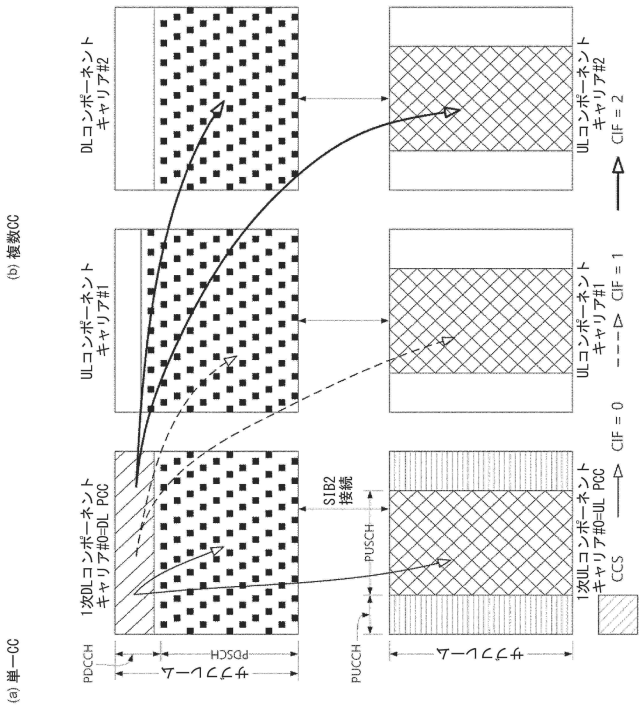 (a) 単一CC
(b) 複数CC
1次DLコンポーネント
キャリア#0=DL PCC
ULコンポーネント
キャリア#1
DLコンポーネント
キャリア#2
PDCCH
PDSCH
サブフレーム
SIB2
接続
PUCCH
PUSCH
サブフレーム
1次ULコンポーネント
キャリア#0=UL PCC
ULコンポーネント
キャリア#1
ULコンポーネント
キャリア#2
CCS
CIF = 0
CIF = 1
CIF = 2